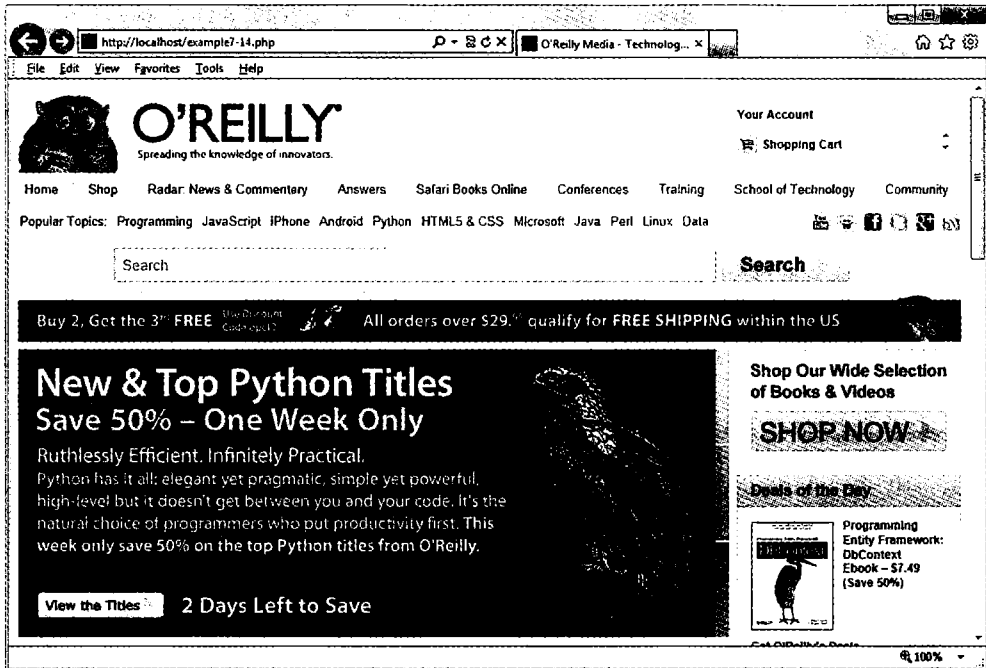 http://localhost/example7-14.php
O'Reilly Media - Technolog...
File Edit View Favorites Tools Help
O'REILLY
Spreading the knowledge of innovators.
Your Account
Shopping Cart
Home Shop Radar: News & Commentary Answers Safari Books Online Conferences Training School of Technology Community
Popular Topics: Programming JavaScript iPhone Android Python HTML5 & CSS Microsoft Java Perl Linux Data
Search
Search
Buy 2, Get the 3rd FREE Use Discount All orders over $29. qualify for FREE SHIPPING within the US
New & Top Python Titles
Save 50% – One Week Only
Ruthlessly Efficient. Infinitely Practical.
Python has it all: elegant yet pragmatic, simple yet powerful,
high-level but it doesn't get between you and your code. It's the
natural choice of programmers who put productivity first. This
week only save 50% on the top Python titles from O'Reilly.
View the Titles
2 Days Left to Save
Shop Our Wide Selection
of Books & Videos
SHOP NOW
Deals of the Day
Programming
Entity Framework:
DbContext
Ebook – $7.49
(Save 50%)
DbContext
100%